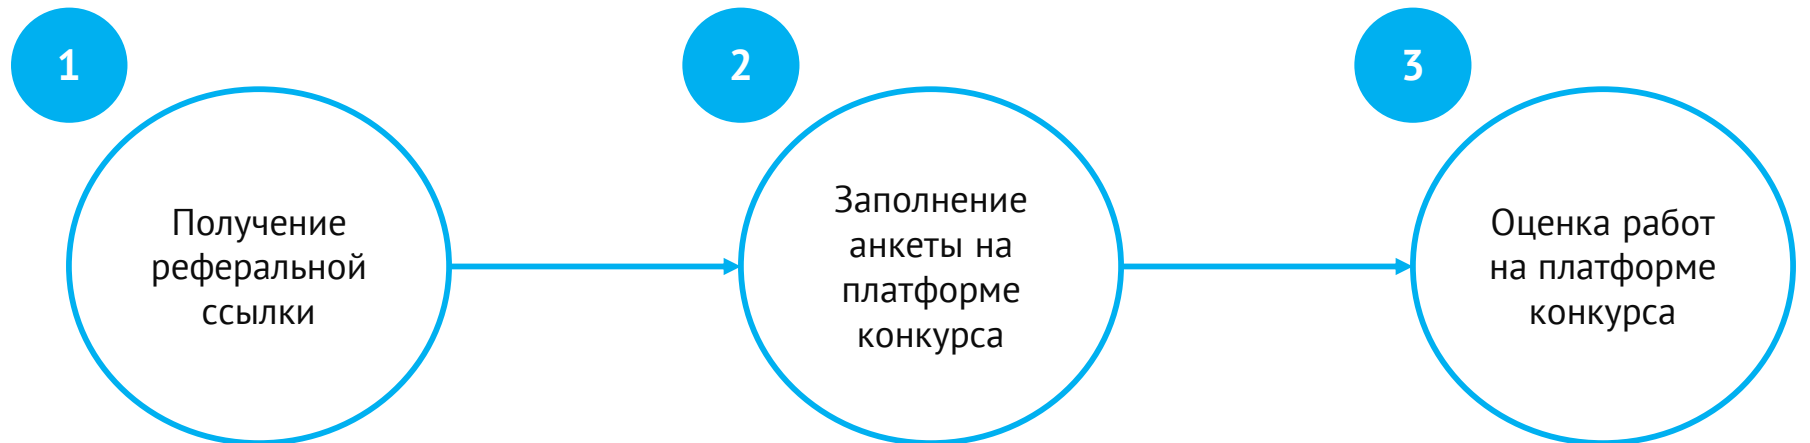 1
Получение
реферальной
ссылки
2
Заполнение
анкеты на
платформе
конкурса
3
Оценка работ
на платформе
конкурса